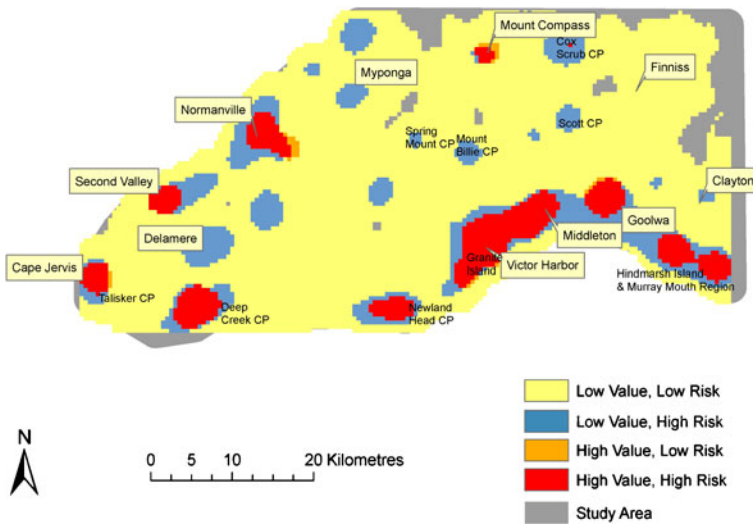 Mount Compass
Cox
Scrub CP
Myponga
Finniss
Normanville
Spring
Mount CP
Mount
Billie CP
Scott CP
Second Valley
Clayton
Delamere
Goolwa
Middleton
Cape Jervis
Granite
Island
Victor Harbor
Hindmarsh Island
& Murray Mouth Region
Talisker CP
Deep
Creek CP
Newland
Head CP
Low Value, Low Risk
Low Value, High Risk
High Value, Low Risk
High Value, High Risk
Study Area
N
0 5 10 20 Kilometres